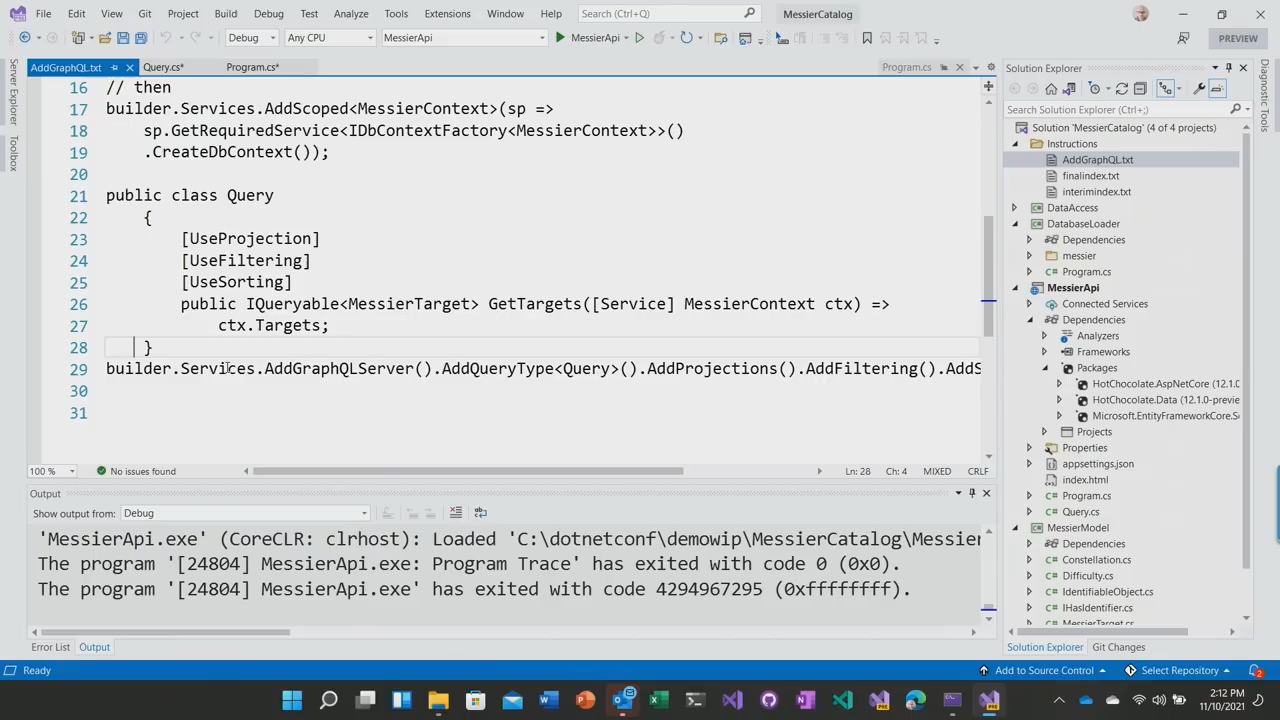 File Edit View Git Project Build Debug Test Analyze Tools Extensions Window Help Search (Ctrl+Q) MessierCatalog
Debug Any CPU MessierApi MessierApi PREVIEW
AddGraphQL.txt Query.cs* Program.cs* Program.cs
Server Explorer
Toolbox
16 // then
17 builder.Services.AddScoped<MessierContext>(sp =>
18 sp.GetRequiredService<IDbContextFactory<MessierContext>>()
19 .CreateDbContext());
20
21 public class Query
22 {
23 [UseProjection]
24 [UseFiltering]
25 [UseSorting]
26 public IQueryable<MessierTarget> GetTargets([Service] MessierContext ctx) =>
27 ctx.Targets;
28 }
29 builder.Services.AddGraphQLServer().AddQueryType<Query>().AddProjections().AddFiltering().AddS
30
31
100 % No issues found Ln: 28 Ch: 4 MIXED CRLF
Output
Show output from: Debug
'MessierApi.exe' (CoreCLR: clrhost): Loaded 'C:\dotnetconf\demowip\MessierCatalog\Messier
The program '[24804] MessierApi.exe: Program Trace' has exited with code 0 (0x0).
The program '[24804] MessierApi.exe' has exited with code 4294967295 (0xffffffff).
Error List Output
Solution Explorer
Search Solution Explorer (Ctrl+;)
Solution 'MessierCatalog' (4 of 4 projects)
Instructions
AddGraphQL.txt
finalindex.txt
interimindex.txt
DataAccess
DatabaseLoader
Dependencies
messier
Program.cs
MessierApi
Connected Services
Dependencies
Analyzers
Frameworks
Packages
HotChocolate.AspNetCore (12.1.0
HotChocolate.Data (12.1.0-previe
Microsoft.EntityFrameworkCore.S
Projects
Properties
appsettings.json
index.html
Program.cs
Query.cs
MessierModel
Dependencies
Constellation.cs
Difficulty.cs
IdentifiableObject.cs
IHasIdentifier.cs
MessierTarget.cs
Solution Explorer Git Changes
Diagnostic Tools
Ready Add to Source Control Select Repository 2
2:12 PM
11/10/2021